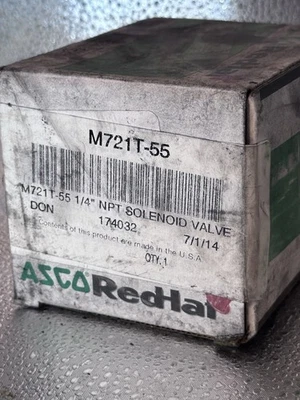 M721T-55
M721T-55 1/4" NPT SOLENOID VALVE
DON 174032 7/1/14
Contents of this product are made in the U.S.A
QTY. 1
ASCO RedHat